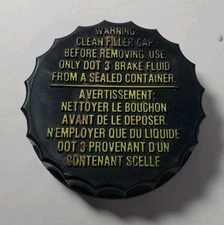 WARNING
CLEAN FILLER CAP
BEFORE REMOVING. USE
ONLY DOT 3 BRAKE FLUID
FROM A SEALED CONTAINER.
AVERTISSEMENT:
NETTOYER LE BOUCHON
AVANT DE LE DEPOSER.
N'EMPLOYER QUE DU LIQUIDE
DOT 3 PROVENANT D'UN
CONTENANT SCELLE